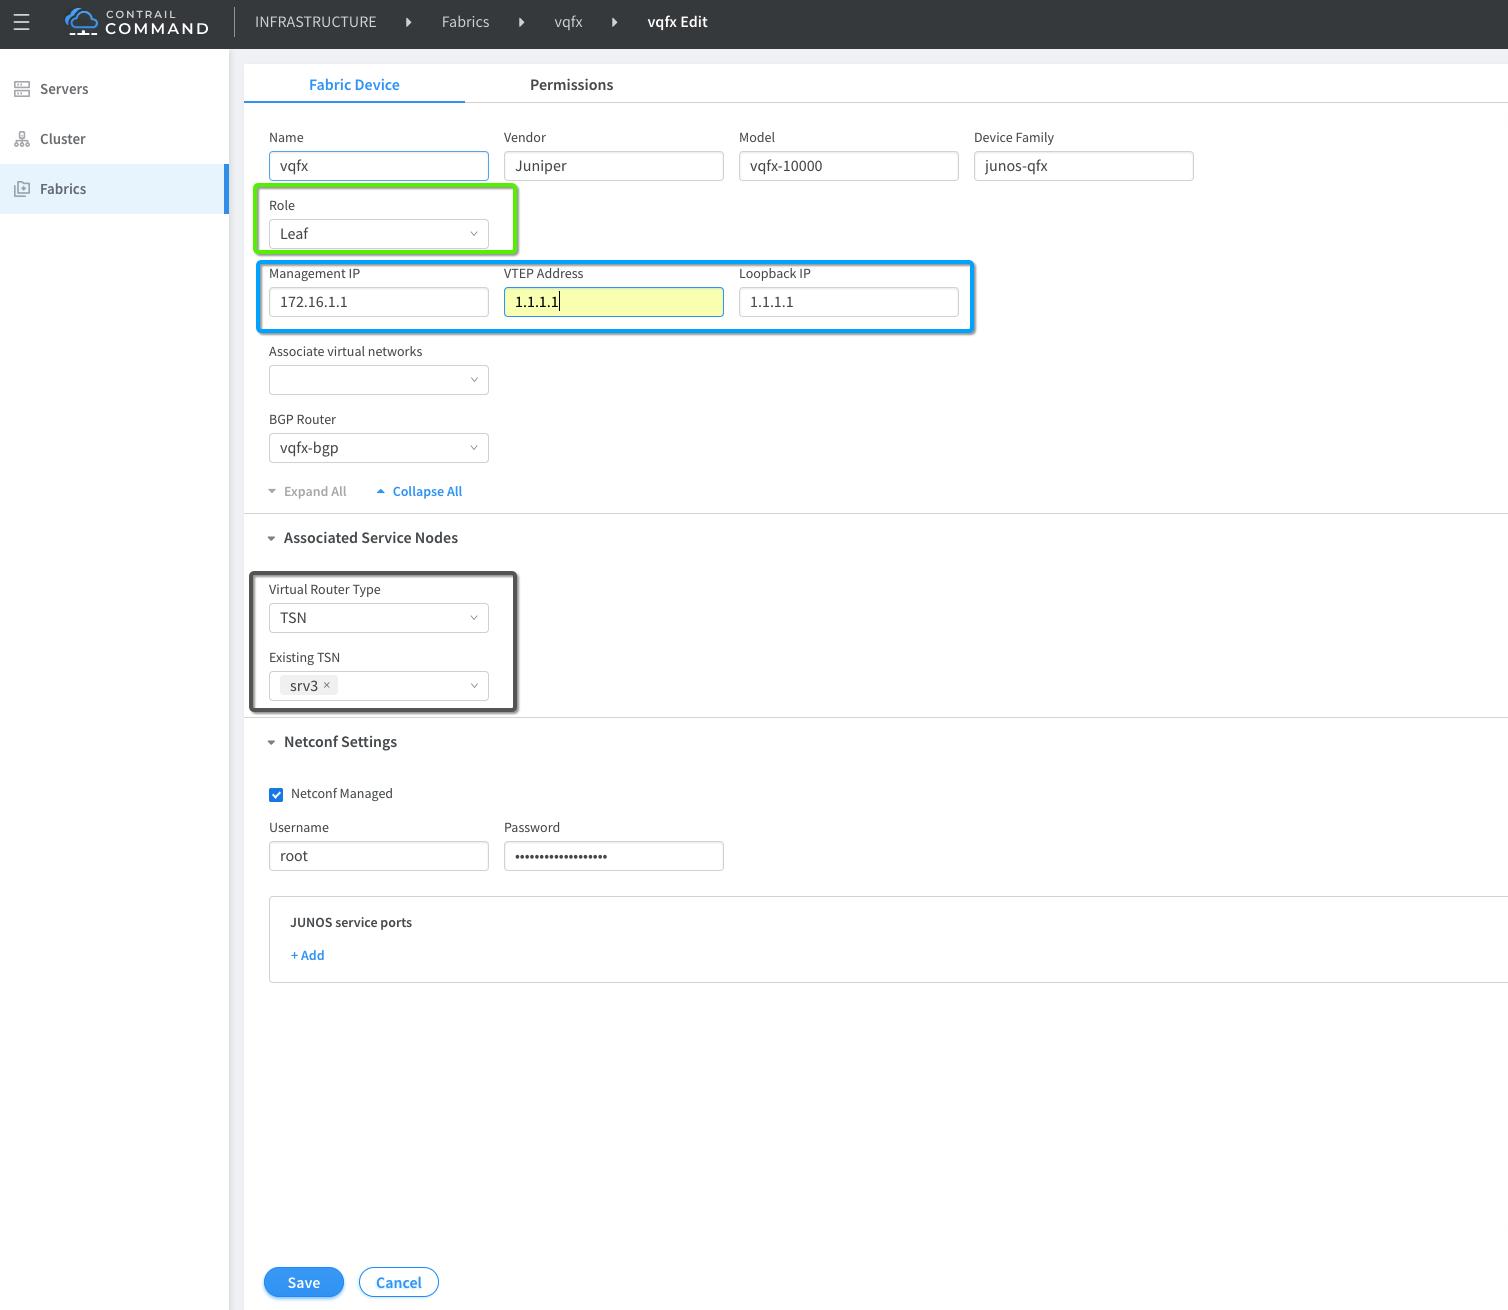 CONTRAIL
COMMAND
INFRASTRUCTURE Fabrics vqfx vqfx Edit
Servers
Cluster
Fabrics
Fabric Device Permissions
Name Vendor Model Device Family
vqfx Juniper vqfx-10000 junos-qfx
Role
Leaf
Management IP VTEP Address Loopback IP
172.16.1.1 1.1.1.1 1.1.1.1
Associate virtual networks
BGP Router
vqfx-bgp
Expand All Collapse All
Associated Service Nodes
Virtual Router Type
TSN
Existing TSN
srv3 ×
Netconf Settings
Netconf Managed
Username Password
root •••••••••••••••••••
JUNOS service ports
+ Add
Save Cancel